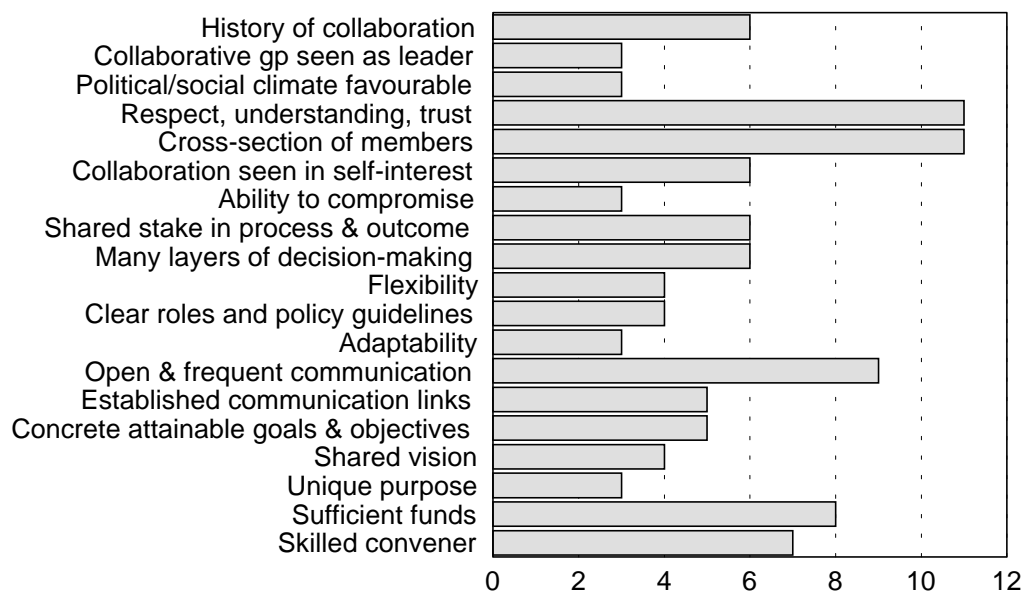 History of collaboration
Collaborative gp seen as leader
Political/social climate favourable
Respect, understanding, trust
Cross-section of members
Collaboration seen in self-interest
Ability to compromise
Shared stake in process & outcome
Many layers of decision-making
Flexibility
Clear roles and policy guidelines
Adaptability
Open & frequent communication
Established communication links
Concrete attainable goals & objectives
Shared vision
Unique purpose
Sufficient funds
Skilled convener
0 2 4 6 8 10 12